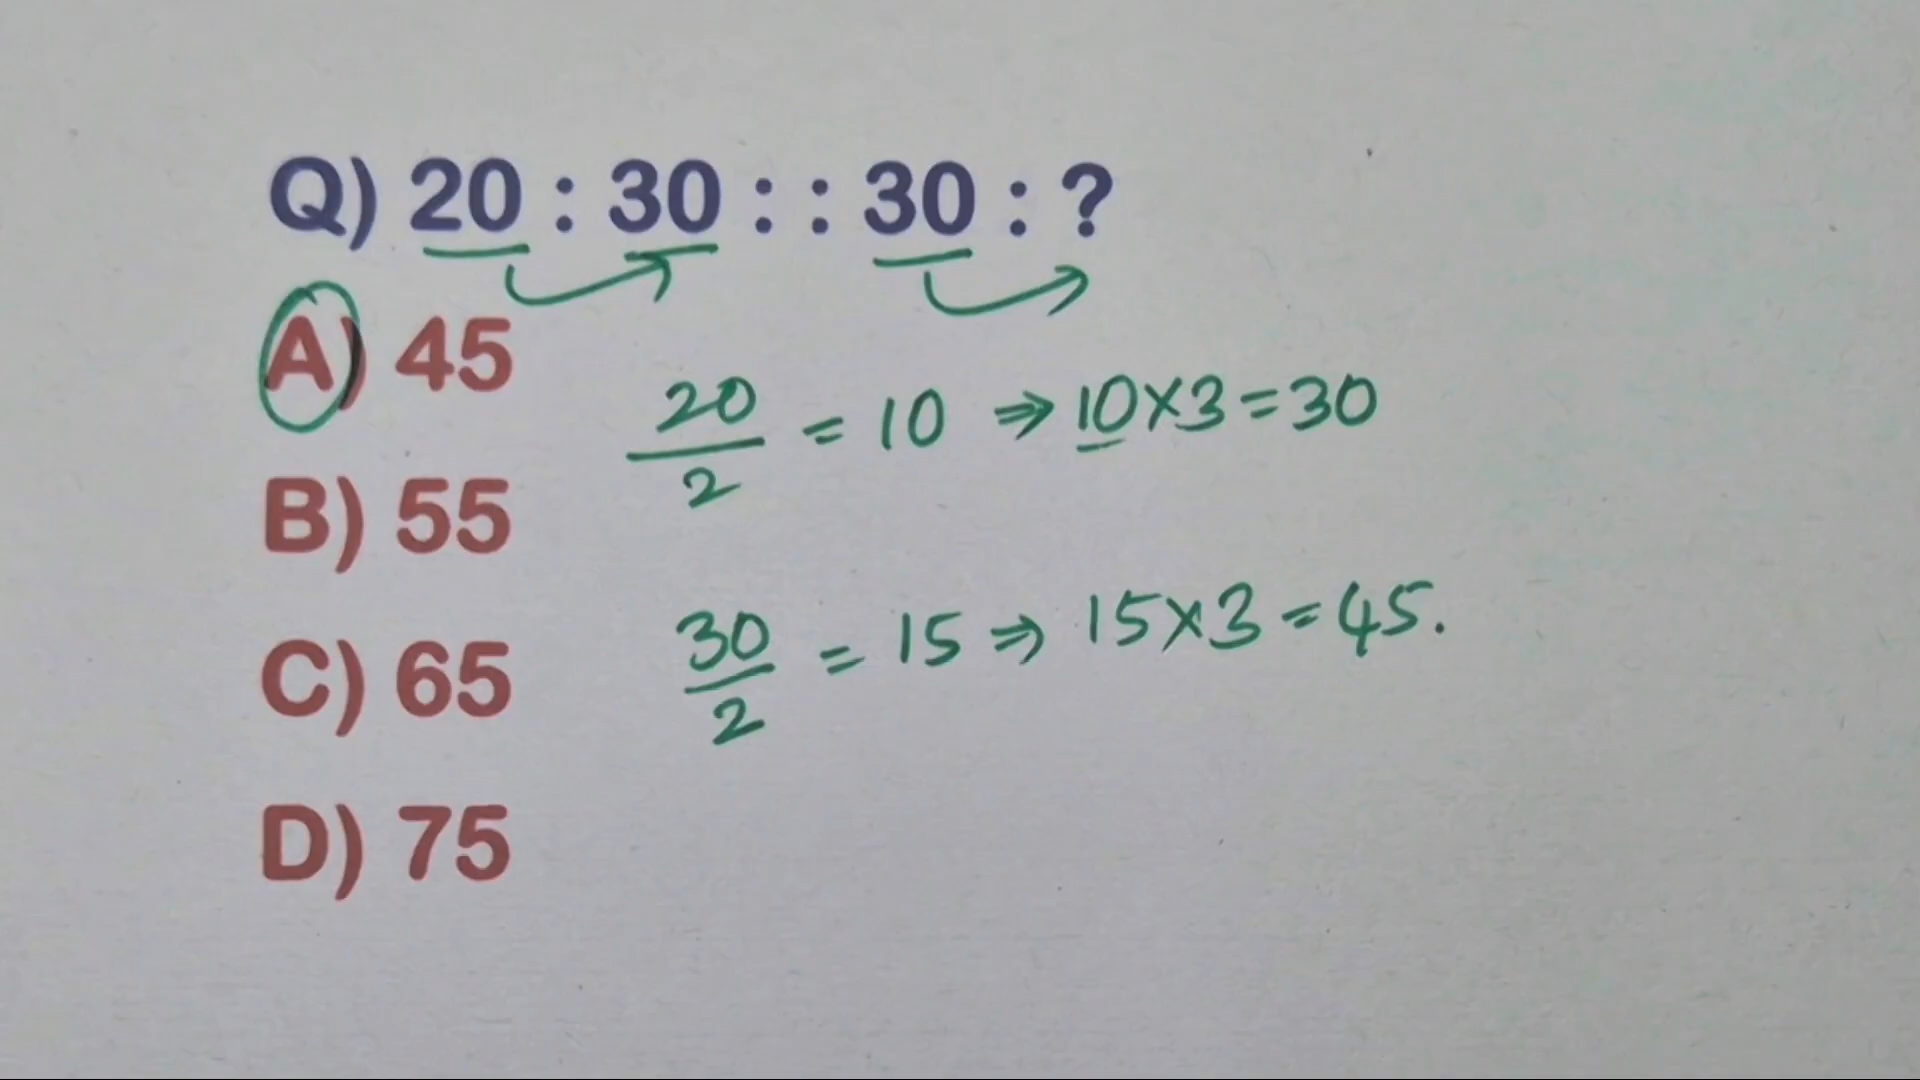 Q) 20 : 30 : : 30 : ?
A) 45
20/2 = 10 ⇒ 10×3=30
B) 55
30/2 = 15 ⇒ 15×3=45.
C) 65
D) 75